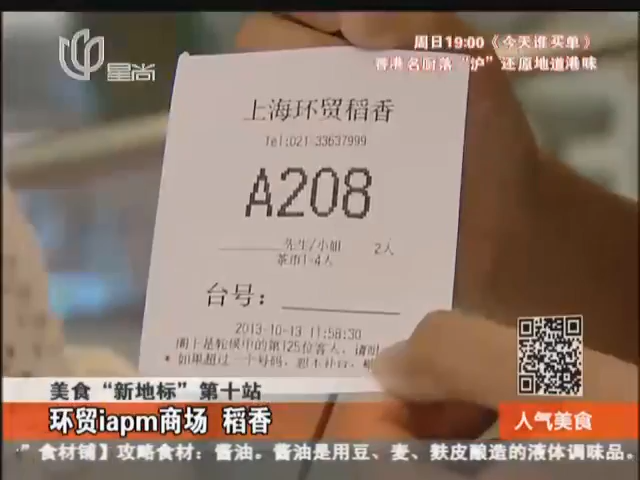 星尚
周日19:00《今天谁买单》
香港名厨落“沪”还原地道港味
上海环贸稻香
Tel:021-33637999
A208
先生/小姐 2人
茶市1-4人
台号:
2013-10-13 11:58:30
阁下是轮候中的第125位客人,请
*如果超过一个号码,恕不补位,
美食“新地标”第十站
环贸iapm商场 稻香
人气美食
”食材铺】攻略食材:酱油。酱油是用豆、麦、麸皮酿造的液体调味品。